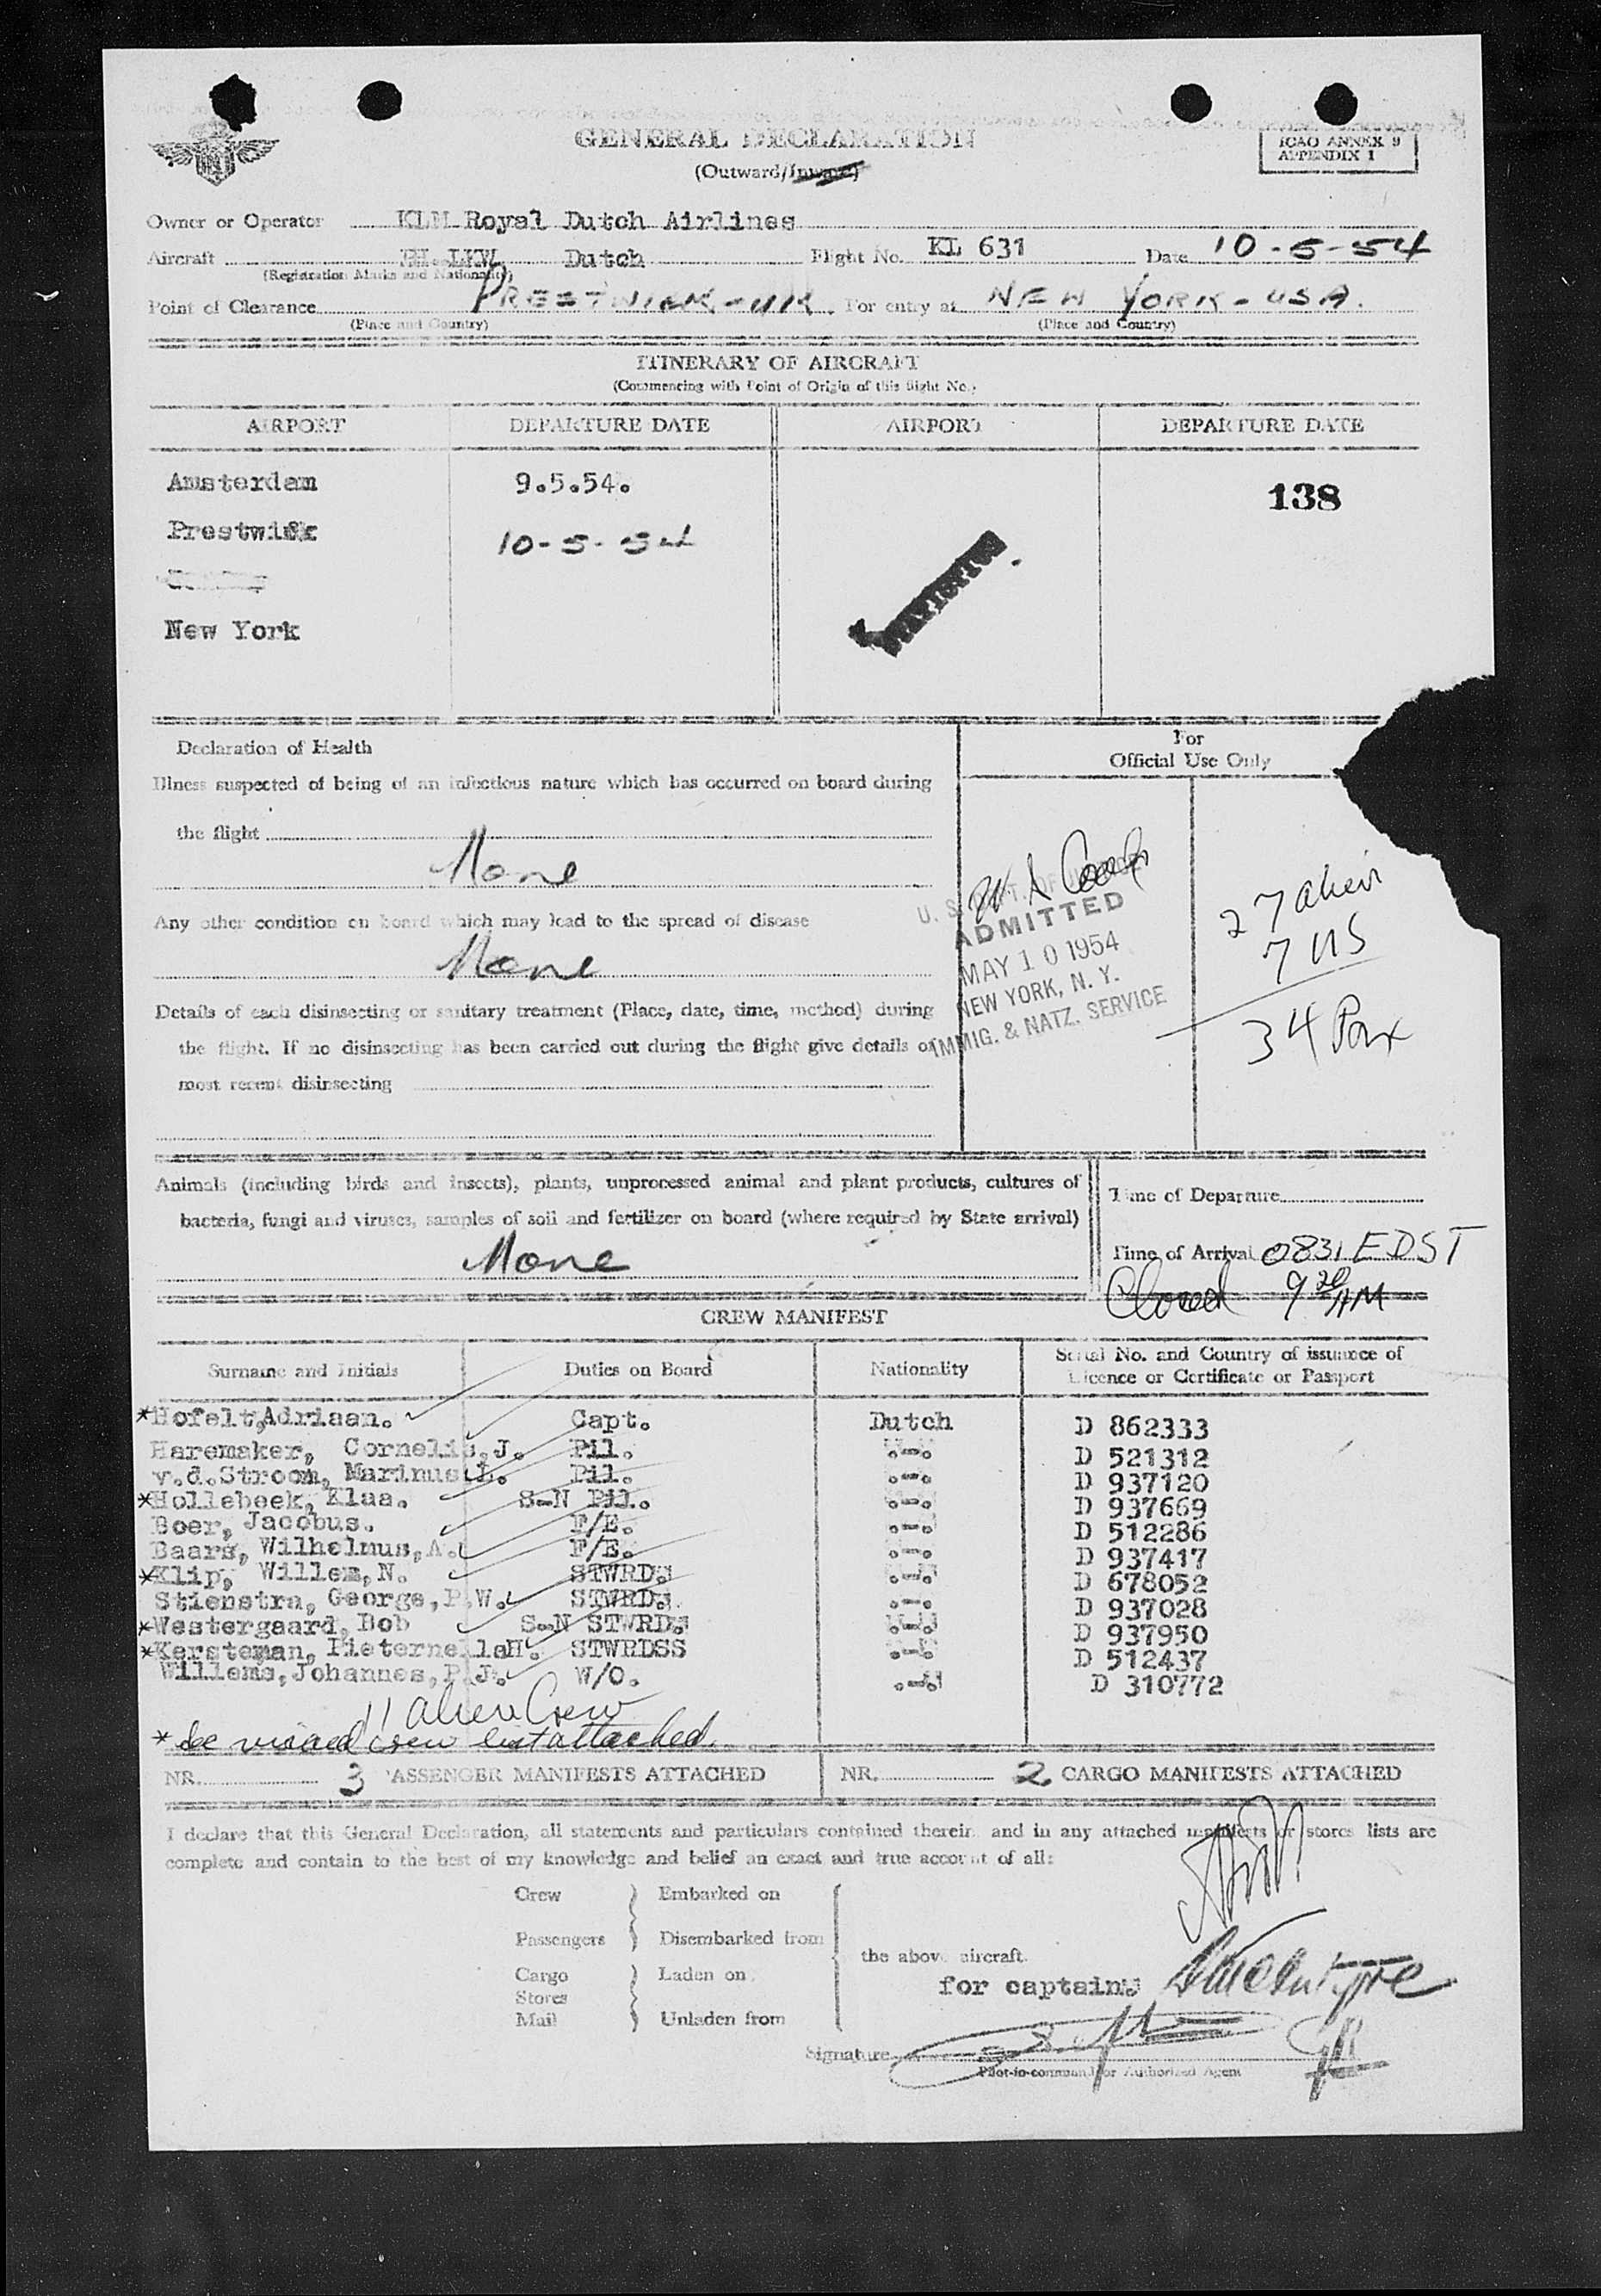 GENERAL DECLARATION
(Outward/Inward)
ICAO ANNEX 9
APPENDIX 1
Owner or Operator KLM Royal Dutch Airlines
Aircraft Dutch Flight No. KL 631 Date 10-5-54
(Registration Marks and Nationality)
Point of Clearance PRESTWICK-UK. For entry at NEW YORK-USA.
(Place and Country) (Place and Country)
ITINERARY OF AIRCRAFT
(Commencing with Point of Origin of this flight No.)
AIRPORT DEPARTURE DATE AIRPORT DEPARTURE DATE
Amsterdam 9.5.54.
138
Prestwick 10-5-54
New York
Declaration of Health
For
Official Use Only
Illness suspected of being of an infectious nature which has occurred on board during
the flight
None
Any other condition on board which may lead to the spread of disease
None
Details of each disinsecting or sanitary treatment (Place, date, time, method) during
the flight. If no disinsecting has been carried out during the flight give details of
most recent disinsecting
U. S. DEPT. OF
ADMITTED
MAY 10 1954
NEW YORK, N. Y.
IMMIG. & NATZ. SERVICE
27 alien
7 US
34 Pax
Animals (including birds and insects), plants, unprocessed animal and plant products, cultures of
bacteria, fungi and viruses, samples of soil and fertilizer on board (where required by State arrival)
None
Time of Departure
Time of Arrival 0831 EDST
Closed 9 20 AM
CREW MANIFEST
Surname and Initials Duties on Board Nationality Serial No. and Country of issuance of
Licence or Certificate or Passport
*Hofelt,Adriaan. Capt. Dutch D 862333
Haremaker, Cornelis,J. Pil. .-. D 521312
v.d.Stroom, Marinus L. Pil. .-. D 937120
*Hollebeek, Klaa. S-N Pil. .-. D 937669
Boer, Jacobus. F/E. .-. D 512286
Baars, Wilhelmus,A. F/E. .-. D 937417
*Klip, Willem,N. STWRD. .-. D 678052
Stienstra, George,P.W. STWRD. .-. D 937028
*Westergaard, Bob S-N STWRD. .-. D 937950
*Kersteman, PieternellaH. STWRDSS .-. D 512437
Willems,Johannes,P.J. W/O. .-. D 310772
11 alien Crew
* See visaed crew list attached.
NR. 3 PASSENGER MANIFESTS ATTACHED NR. 2 CARGO MANIFESTS ATTACHED
I declare that this General Declaration, all statements and particulars contained therein and in any attached manifests or stores lists are
complete and contain to the best of my knowledge and belief an exact and true account of all:
Crew Embarked on
Passengers Disembarked from
the above aircraft.
Cargo Laden on
Stores
for captain.
Mail Unladen from
Signature
Pilot-in-command or Authorized Agent